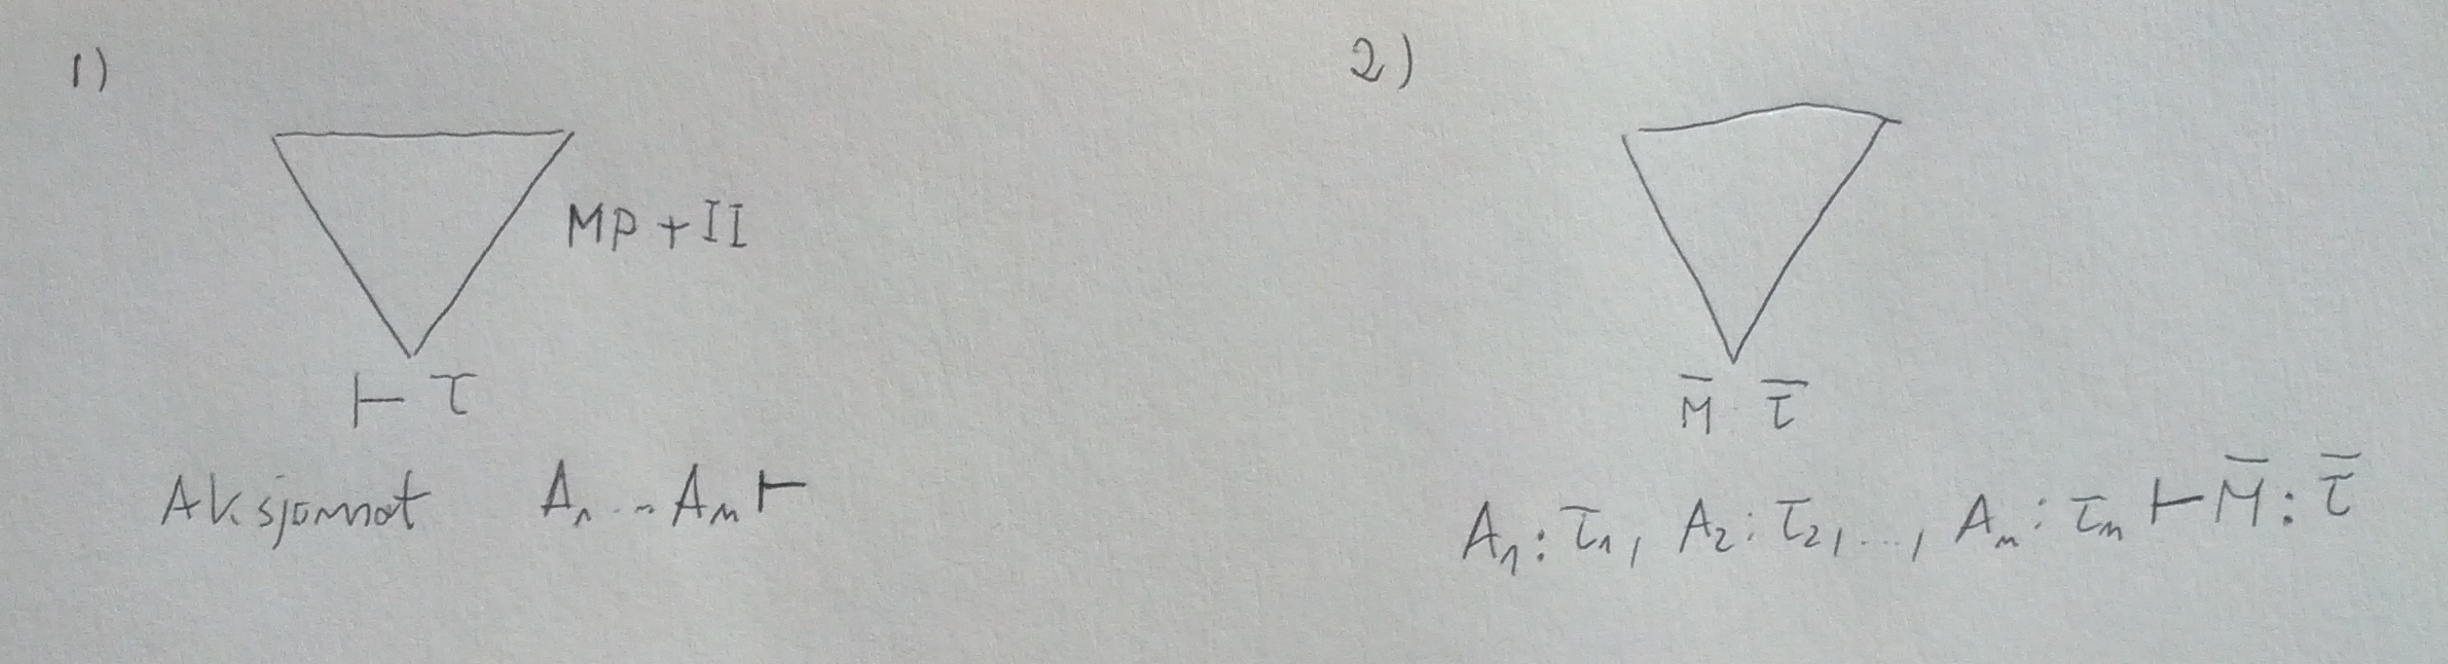 1)
MP + II
⊢ τ
Aksjomat A₁ ... Aₙ ⊢
2)
M̅ : τ̅
A₁ : τ₁, A₂ : τ₂, ..., Aₙ : τₙ ⊢ M̅ : τ̅